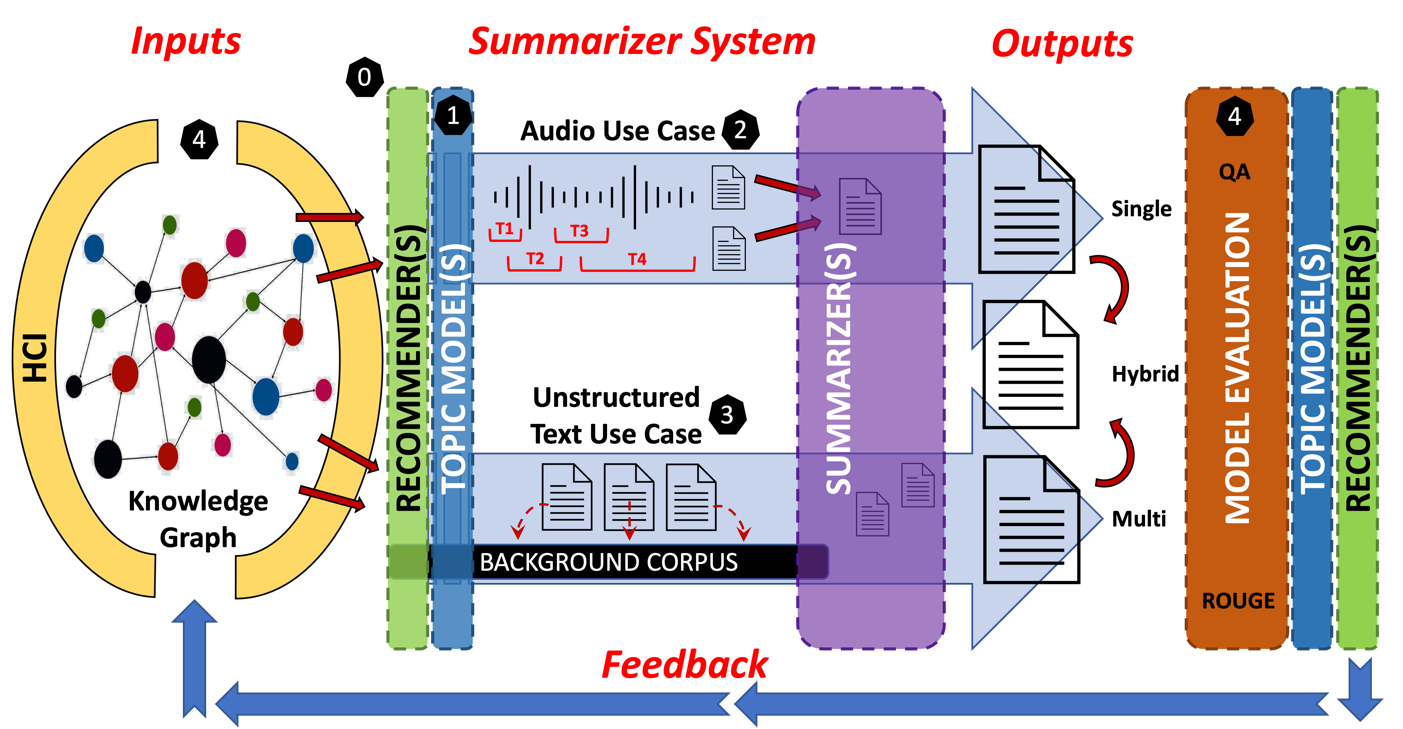 Inputs
Summarizer System
Outputs
0
4
1
Audio Use Case 2
4
QA
HCI
RECOMMENDER(S)
TOPIC MODEL(S)
T1
T3
T2
T4
SUMMARIZER(S)
Single
Hybrid
Multi
MODEL EVALUATION
TOPIC MODEL(S)
RECOMMENDER(S)
Unstructured
Text Use Case 3
Knowledge
Graph
BACKGROUND CORPUS
ROUGE
Feedback